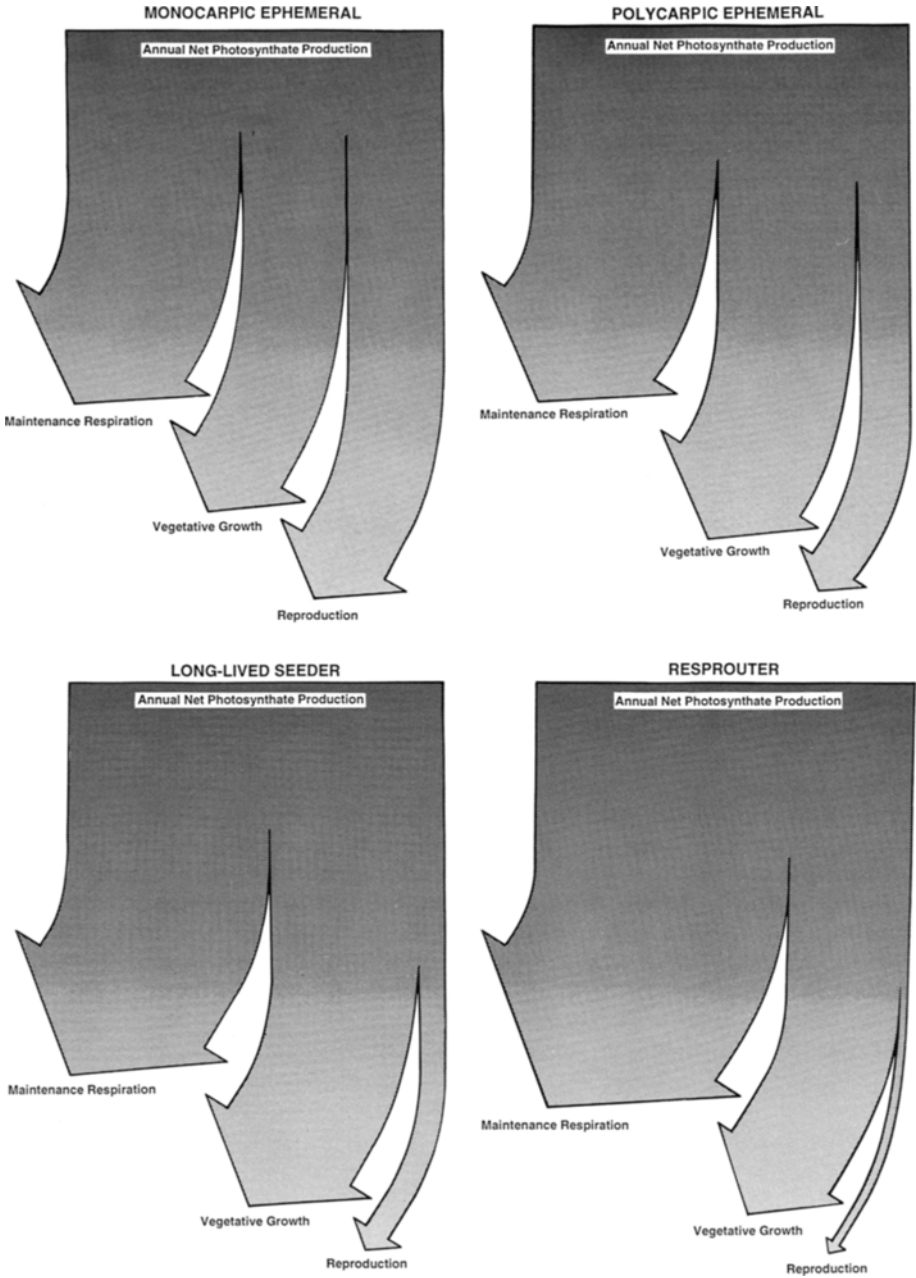 MONOCARPIC EPHEMERAL
Annual Net Photosynthate Production
Maintenance Respiration
Vegetative Growth
Reproduction
POLYCARPIC EPHEMERAL
Annual Net Photosynthate Production
Maintenance Respiration
Vegetative Growth
Reproduction
LONG-LIVED SEEDER
Annual Net Photosynthate Production
Maintenance Respiration
Vegetative Growth
Reproduction
RESPROUTER
Annual Net Photosynthate Production
Maintenance Respiration
Vegetative Growth
Reproduction